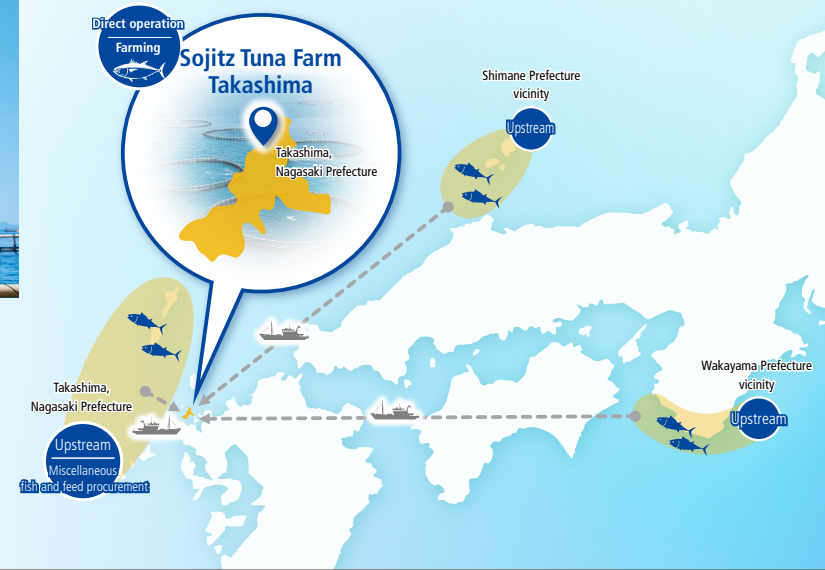 Direct operation
Farming
Sojitz Tuna Farm
Takashima
Takashima,
Nagasaki Prefecture
Shimane Prefecture
vicinity
Upstream
Takashima,
Nagasaki Prefecture
Upstream
Miscellaneous
fish and feed procurement
Wakayama Prefecture
vicinity
Upstream